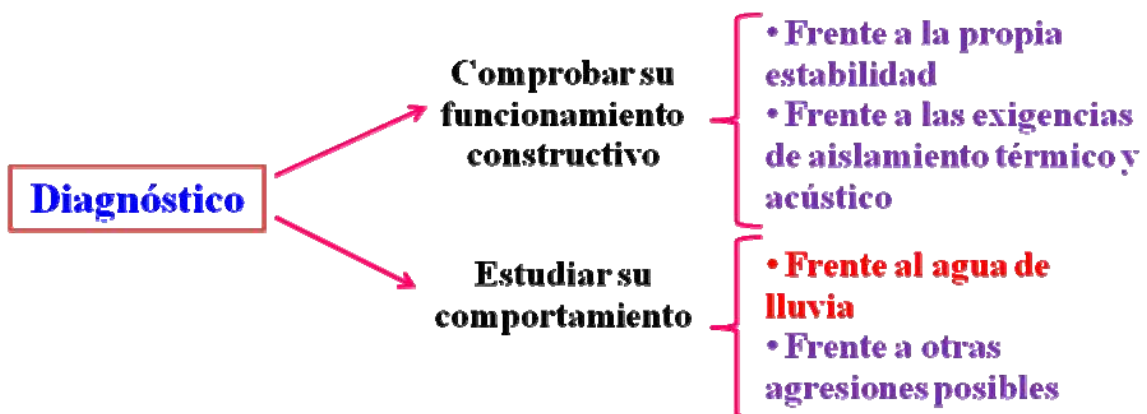 Diagnóstico
Comprobar su
funcionamiento
constructivo
• Frente a la propia
estabilidad
• Frente a las exigencias
de aislamiento térmico y
acústico
Estudiar su
comportamiento
• Frente al agua de
lluvia
• Frente a otras
agresiones posibles